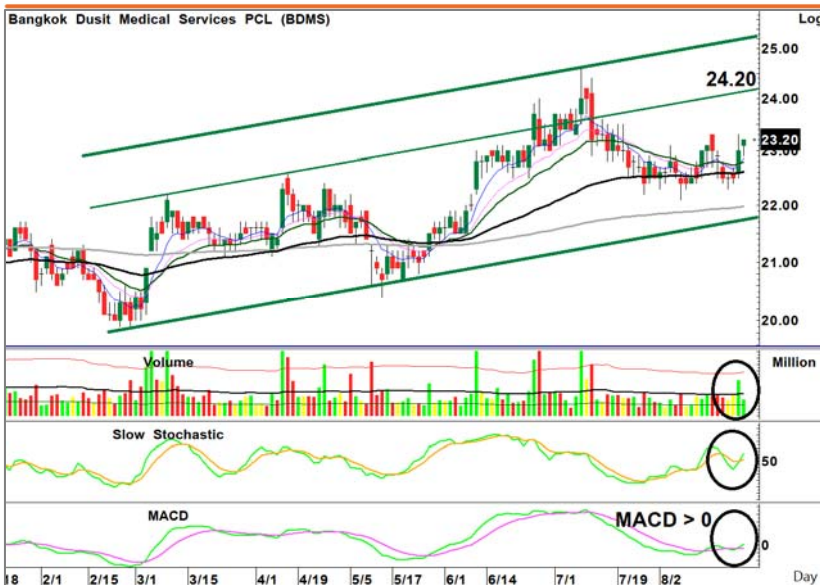 Bangkok Dusit Medical Services PCL (BDMS)
Log
25.00
24.20
24.00
23.20
23.00
22.00
21.00
20.00
Volume
Million
Slow Stochastic
50
MACD
MACD > 0
0
18 2/1 2/15 3/1 3/15 4/1 4/19 5/5 5/17 6/1 6/14 7/1 7/19 8/2 Day